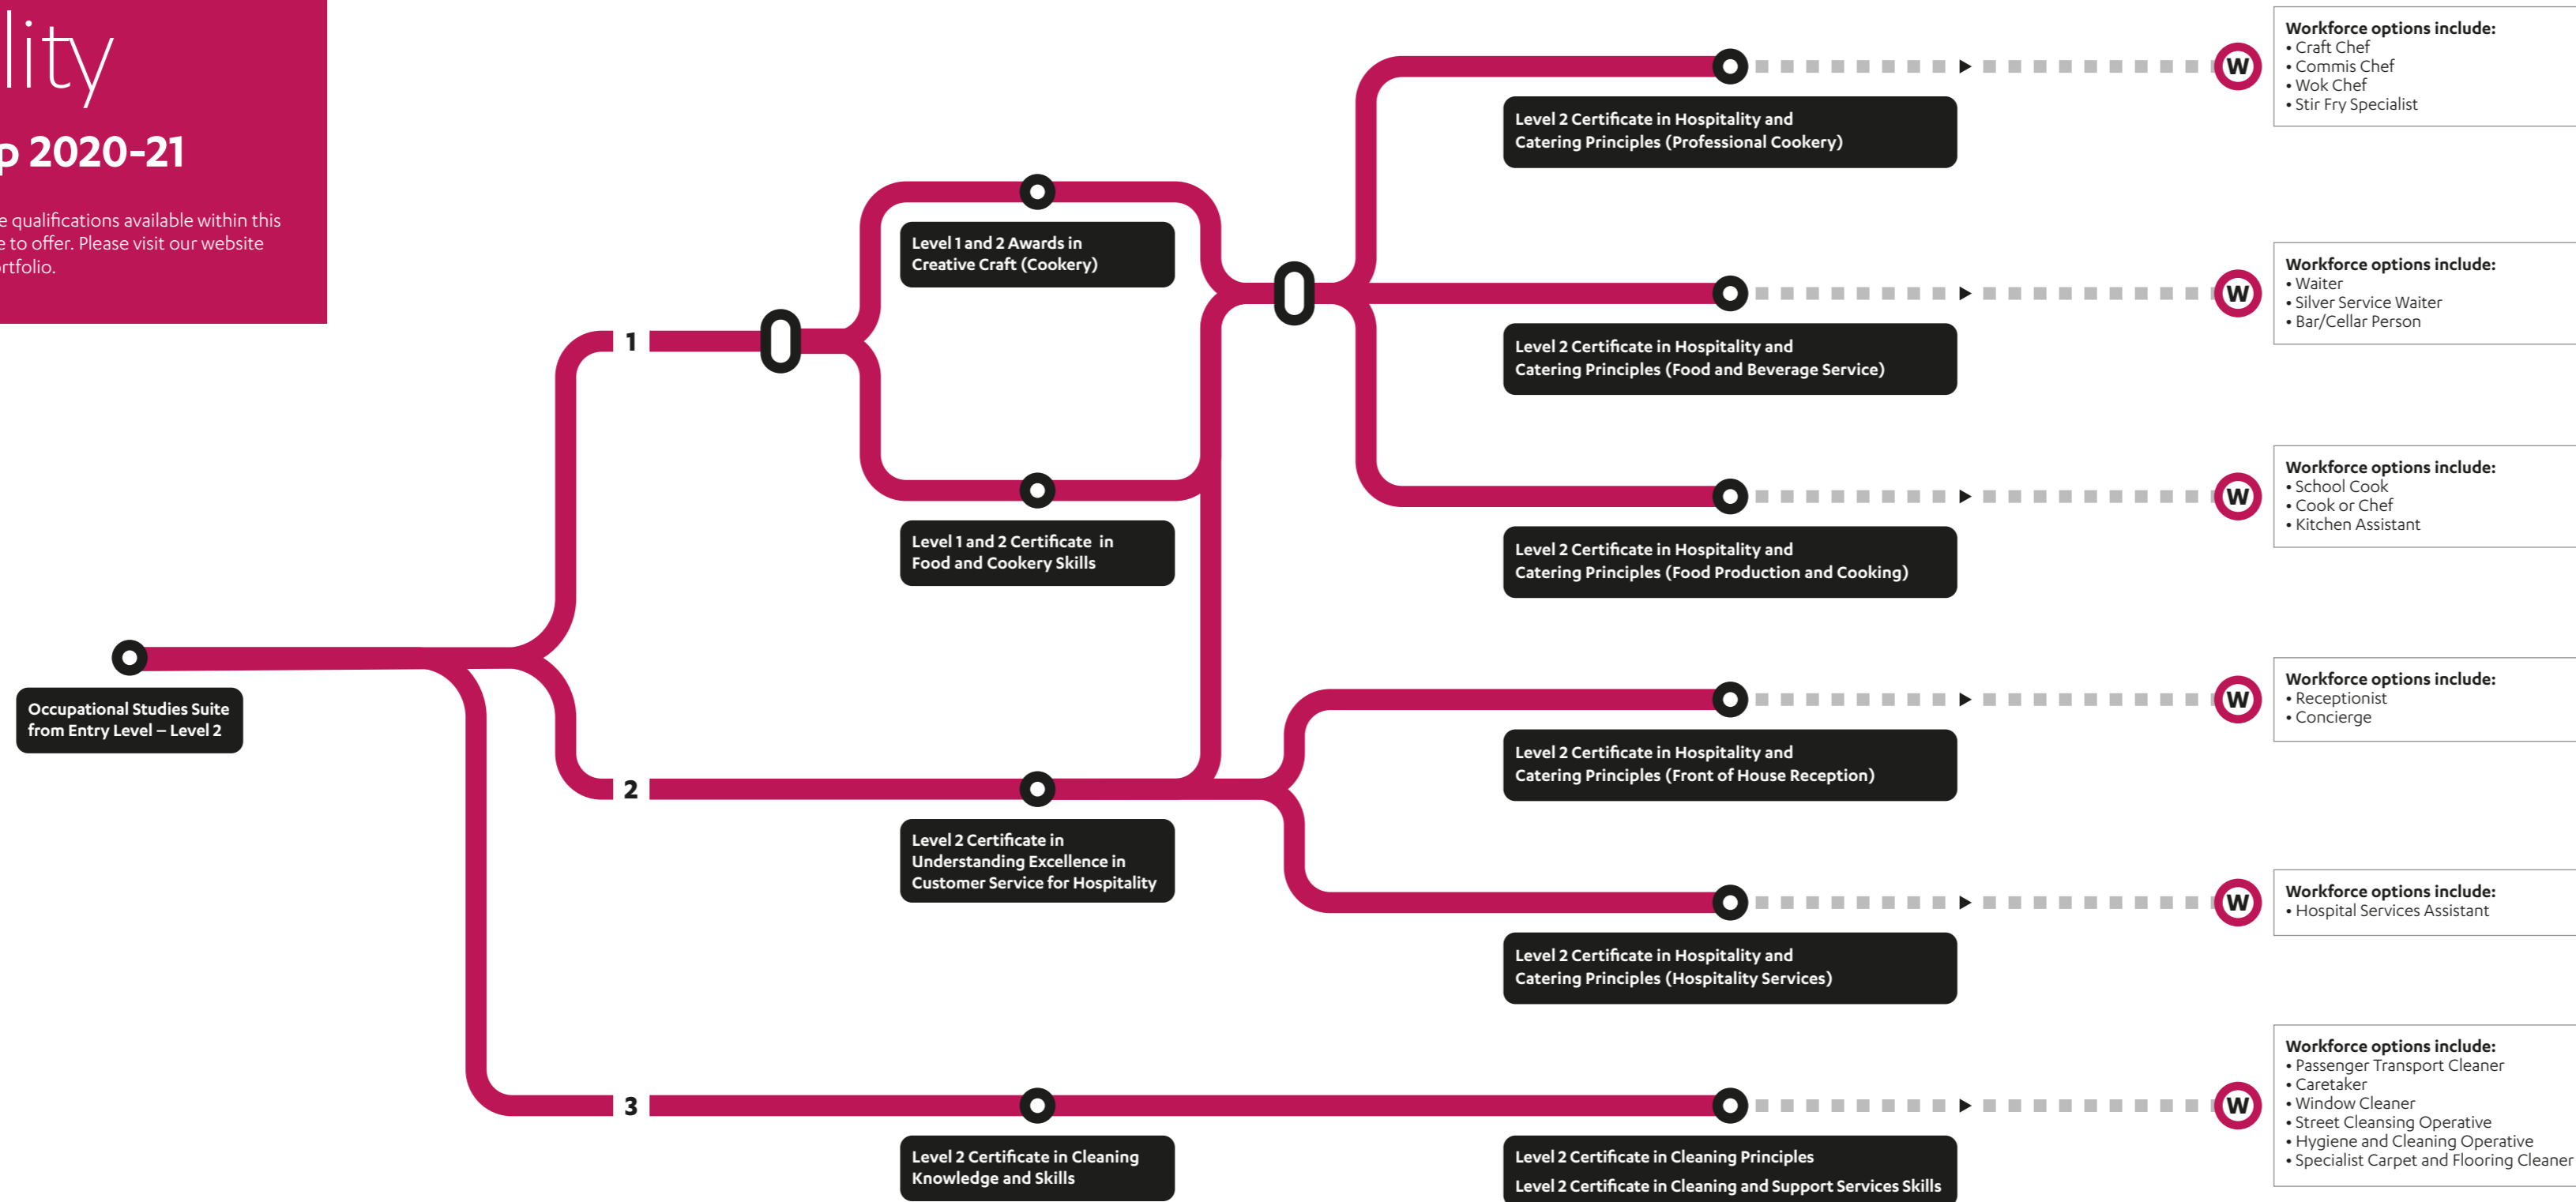 lity
p 2020-21
e qualifications available within this
e to offer. Please visit our website
ortfolio.
Occupational Studies Suite
from Entry Level – Level 2
1
2
3
Level 1 and 2 Awards in
Creative Craft (Cookery)
Level 1 and 2 Certificate in
Food and Cookery Skills
Level 2 Certificate in
Understanding Excellence in
Customer Service for Hospitality
Level 2 Certificate in Cleaning
Knowledge and Skills
Level 2 Certificate in Hospitality and
Catering Principles (Professional Cookery)
W
Workforce options include:
• Craft Chef
• Commis Chef
• Wok Chef
• Stir Fry Specialist
Level 2 Certificate in Hospitality and
Catering Principles (Food and Beverage Service)
W
Workforce options include:
• Waiter
• Silver Service Waiter
• Bar/Cellar Person
Level 2 Certificate in Hospitality and
Catering Principles (Food Production and Cooking)
W
Workforce options include:
• School Cook
• Cook or Chef
• Kitchen Assistant
Level 2 Certificate in Hospitality and
Catering Principles (Front of House Reception)
W
Workforce options include:
• Receptionist
• Concierge
Level 2 Certificate in Hospitality and
Catering Principles (Hospitality Services)
W
Workforce options include:
• Hospital Services Assistant
Level 2 Certificate in Cleaning Principles
Level 2 Certificate in Cleaning and Support Services Skills
W
Workforce options include:
• Passenger Transport Cleaner
• Caretaker
• Window Cleaner
• Street Cleansing Operative
• Hygiene and Cleaning Operative
• Specialist Carpet and Flooring Cleaner